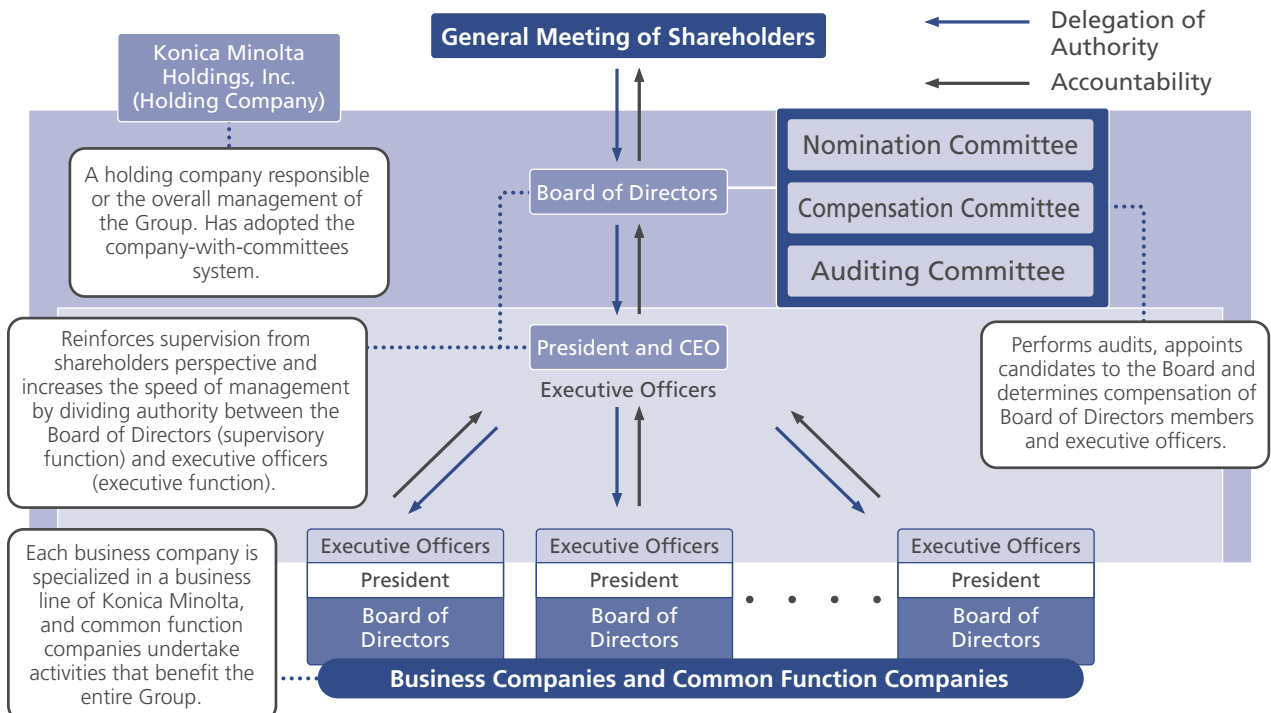 General Meeting of Shareholders
Delegation of
Authority
Accountability
Konica Minolta
Holdings, Inc.
(Holding Company)
A holding company responsible
or the overall management of
the Group. Has adopted the
company-with-committees
system.
Board of Directors
Nomination Committee
Compensation Committee
Auditing Committee
Reinforces supervision from
shareholders perspective and
increases the speed of management
by dividing authority between the
Board of Directors (supervisory
function) and executive officers
(executive function).
President and CEO
Executive Officers
Performs audits, appoints
candidates to the Board and
determines compensation of
Board of Directors members
and executive officers.
Each business company is
specialized in a business
line of Konica Minolta,
and common function
companies undertake
activities that benefit the
entire Group.
Executive Officers
President
Board of
Directors
Executive Officers
President
Board of
Directors
• • • •
Executive Officers
President
Board of
Directors
Business Companies and Common Function Companies